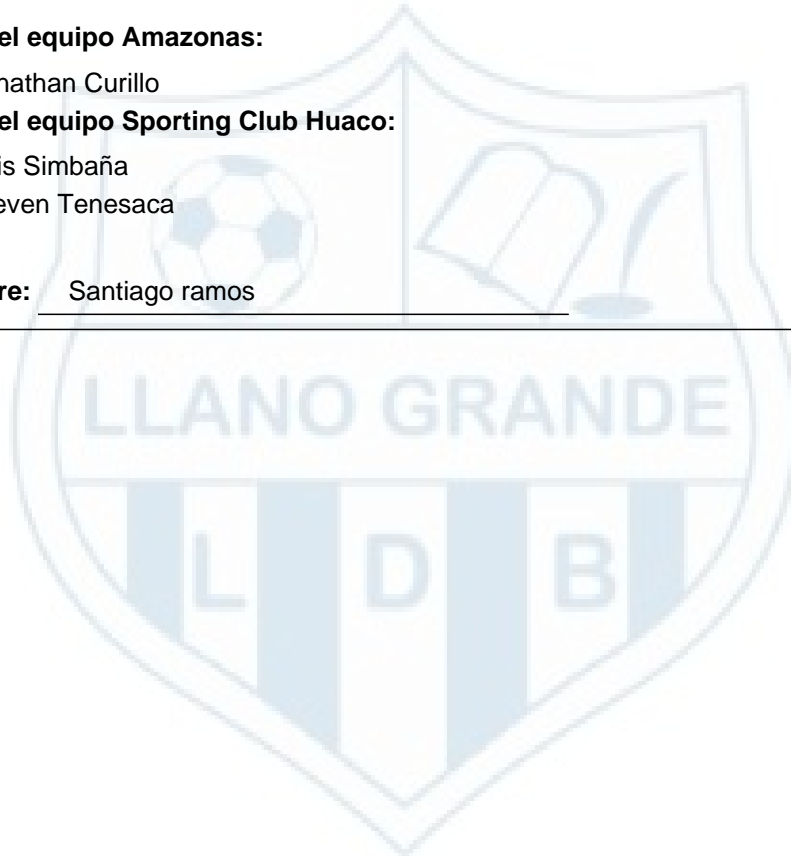 el equipo Amazonas:
nathan Curillo
el equipo Sporting Club Huaco:
is Simbaña
even Tenesaca
re: Santiago ramos
LLANO GRANDE
L D B